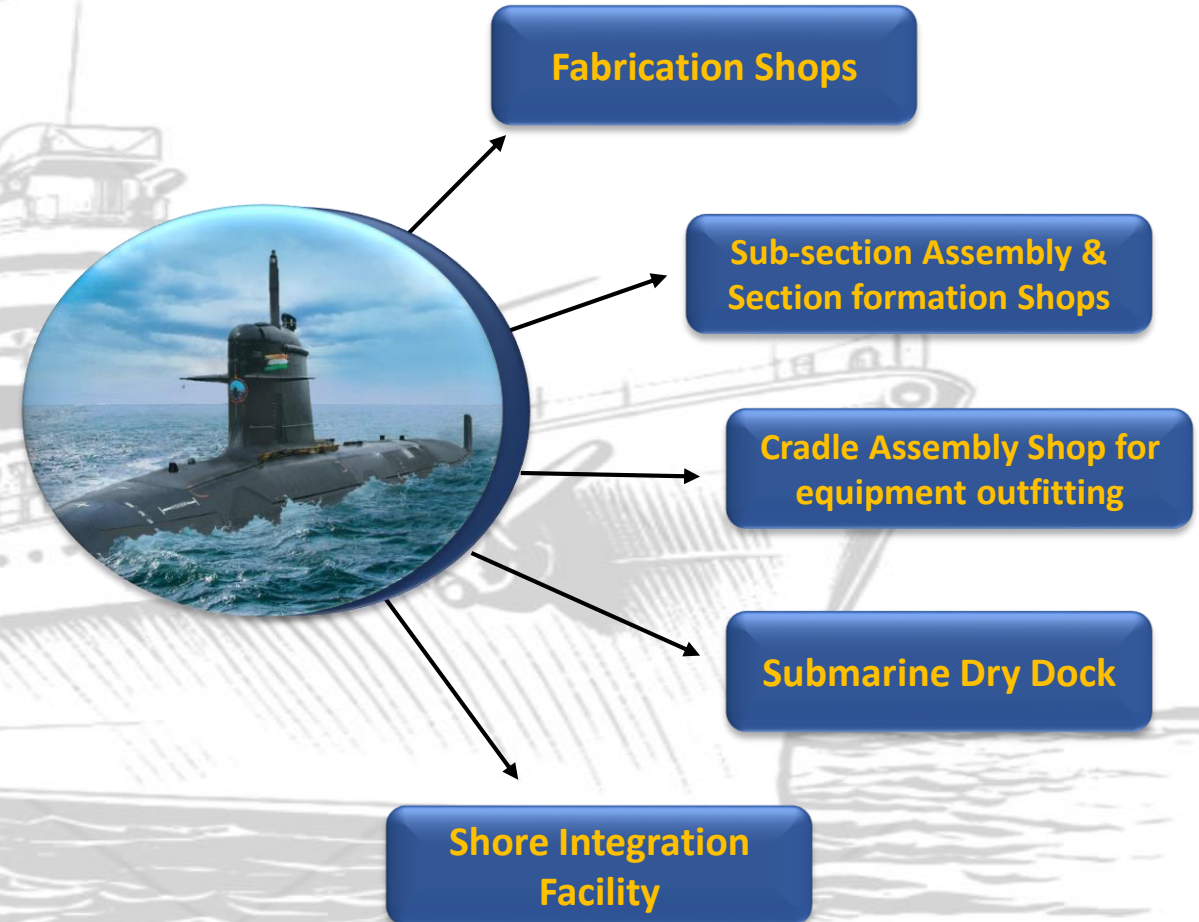 Fabrication Shops
Sub-section Assembly &
Section formation Shops
Cradle Assembly Shop for
equipment outfitting
Submarine Dry Dock
Shore Integration
Facility